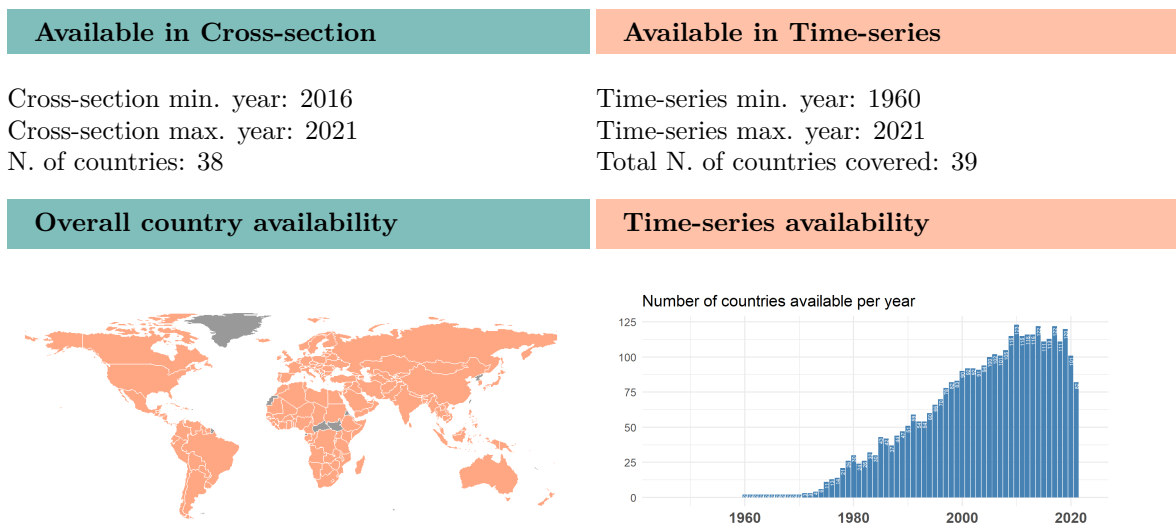 Available in Cross-section
Available in Time-series
Cross-section min. year: 2016
Cross-section max. year: 2021
N. of countries: 38
Time-series min. year: 1960
Time-series max. year: 2021
Total N. of countries covered: 39
Overall country availability
Time-series availability
Number of countries available per year
125
100
75
50
25
0
1960
1980
2000
2020